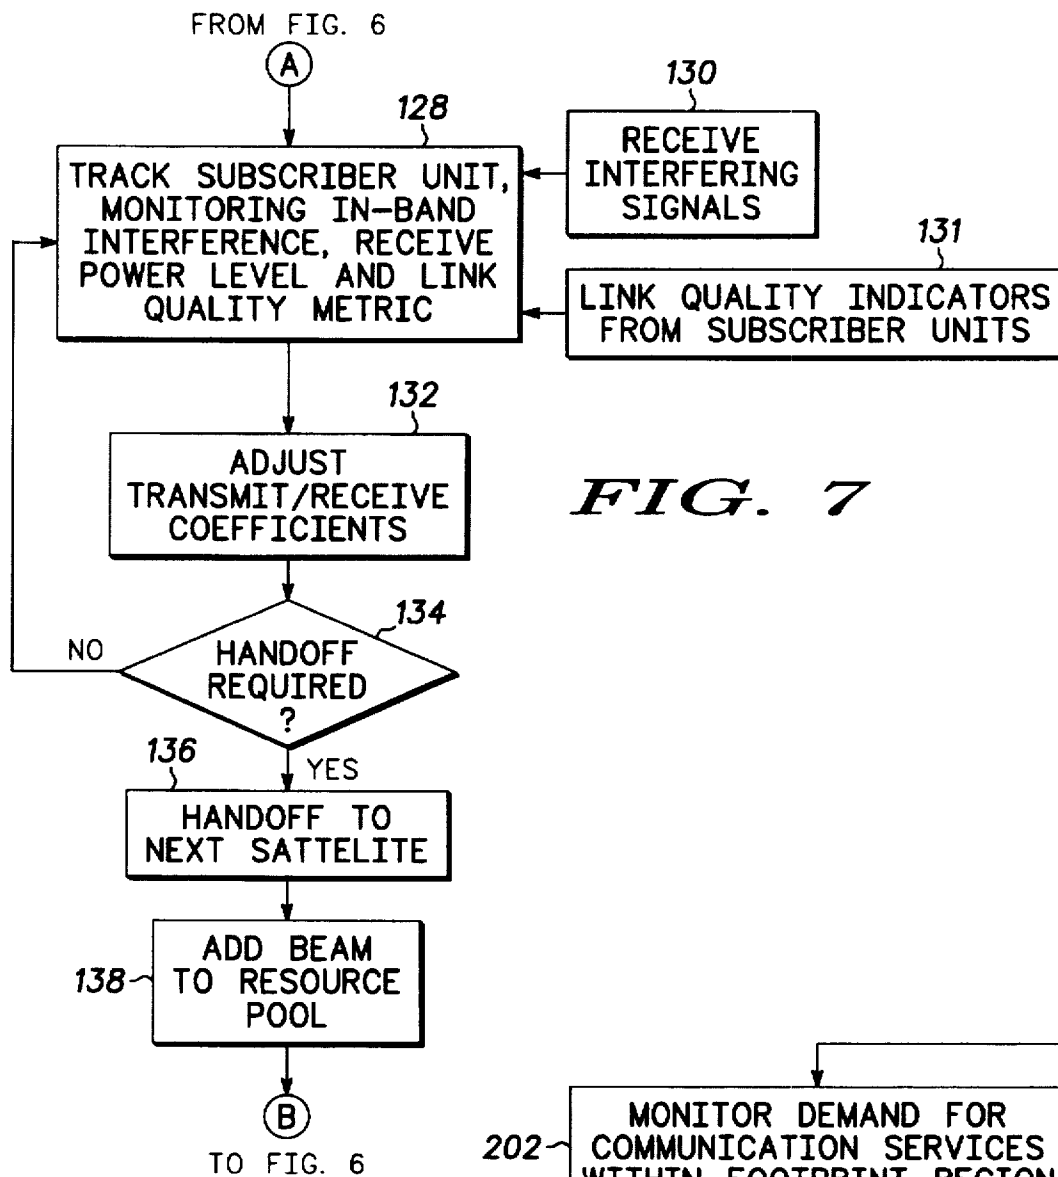 FROM FIG. 6
A
128
TRACK SUBSCRIBER UNIT,
MONITORING IN-BAND
INTERFERENCE, RECEIVE
POWER LEVEL AND LINK
QUALITY METRIC
130
RECEIVE
INTERFERING
SIGNALS
131
LINK QUALITY INDICATORS
FROM SUBSCRIBER UNITS
132
ADJUST
TRANSMIT/RECEIVE
COEFFICIENTS
FIG. 7
134
HANDOFF
REQUIRED
?
NO
YES
136
HANDOFF TO
NEXT SATTELITE
138
ADD BEAM
TO RESOURCE
POOL
B
TO FIG. 6
202
MONITOR DEMAND FOR
COMMUNICATION SERVICES
WITHIN FOOTPRINT REGION